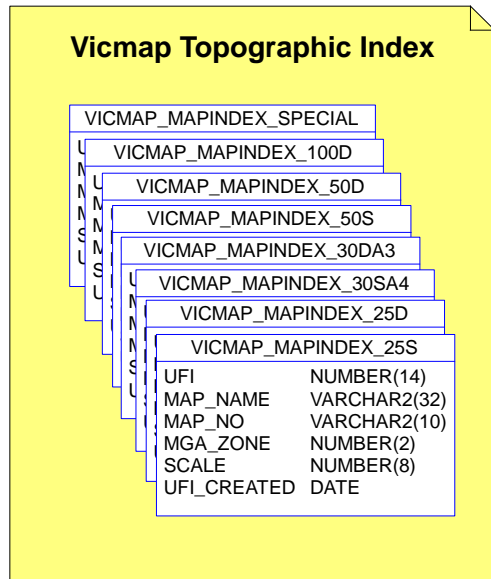 Vicmap Topographic Index
VICMAP_MAPINDEX_SPECIAL
VICMAP_MAPINDEX_100D
VICMAP_MAPINDEX_50D
VICMAP_MAPINDEX_50S
VICMAP_MAPINDEX_30DA3
VICMAP_MAPINDEX_30SA4
VICMAP_MAPINDEX_25D
VICMAP_MAPINDEX_25S
UFI NUMBER(14)
MAP_NAME VARCHAR2(32)
MAP_NO VARCHAR2(10)
MGA_ZONE NUMBER(2)
SCALE NUMBER(8)
UFI_CREATED DATE